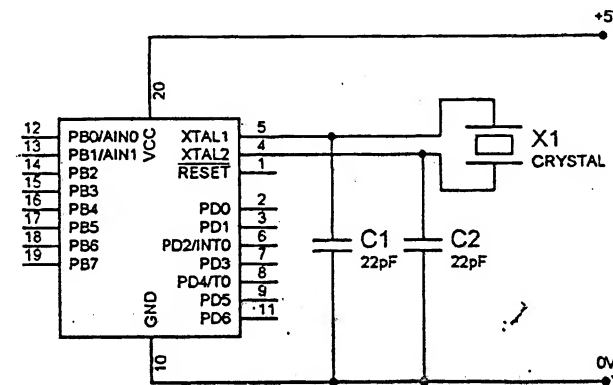 +5
20
12 PB0/AIN0 VCC XTAL1 5
13 PB1/AIN1 XTAL2 4
14 PB2 RESET 1
15 PB3
16 PB4 PD0 2
17 PB5 PD1 3
18 PB6 PD2/INT0 6
19 PB7 PD3 7
PD4/T0 8
PD5 9
GND PD6 11
10
X1
CRYSTAL
C1
22pF
C2
22pF
0V